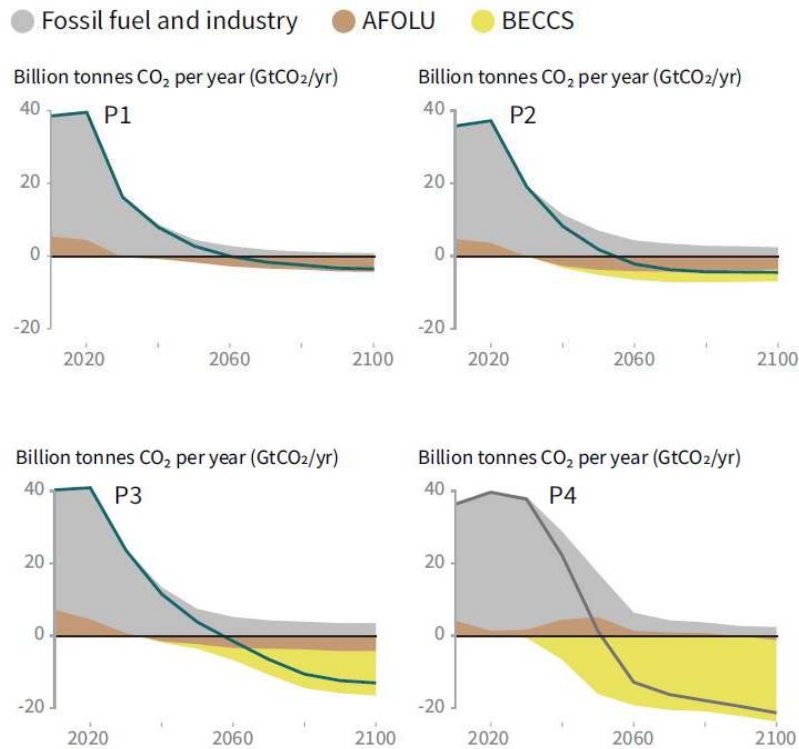 Fossil fuel and industry AFOLU BECCS
Billion tonnes CO₂ per year (GtCO₂/yr)
40
P1
20
0
-20
2020 2060 2100
Billion tonnes CO₂ per year (GtCO₂/yr)
40
P2
20
0
-20
2020 2060 2100
Billion tonnes CO₂ per year (GtCO₂/yr)
40
P3
20
0
-20
2020 2060 2100
Billion tonnes CO₂ per year (GtCO₂/yr)
40
P4
20
0
-20
2020 2060 2100